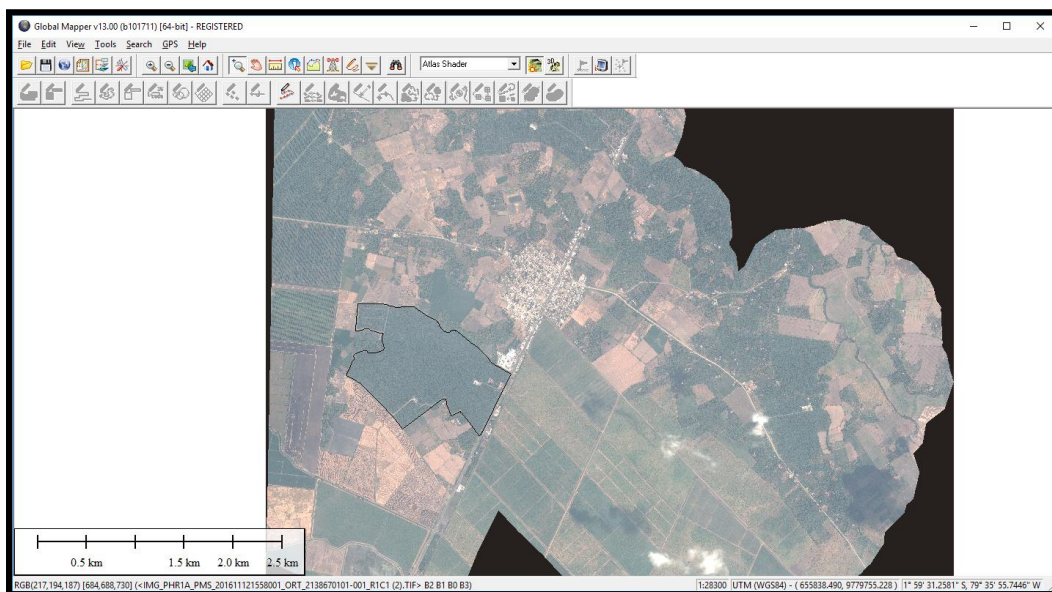 Global Mapper v13.00 (b101711) [64-bit] - REGISTERED
File Edit View Tools Search GPS Help
Atlas Shader
0.5 km 1.5 km 2.0 km 2.5 km
RGB(217,194,187) [684,688,730] (<IMG_PHR1A_PMS_201611121558001_ORT_2138670101-001_R1C1 (2).TIF> B2 B1 B0 B3) 1:28300 UTM (WGS84) - ( 655838.490, 9779755.228 ) 1° 59' 31.2581" S, 79° 35' 55.7446" W